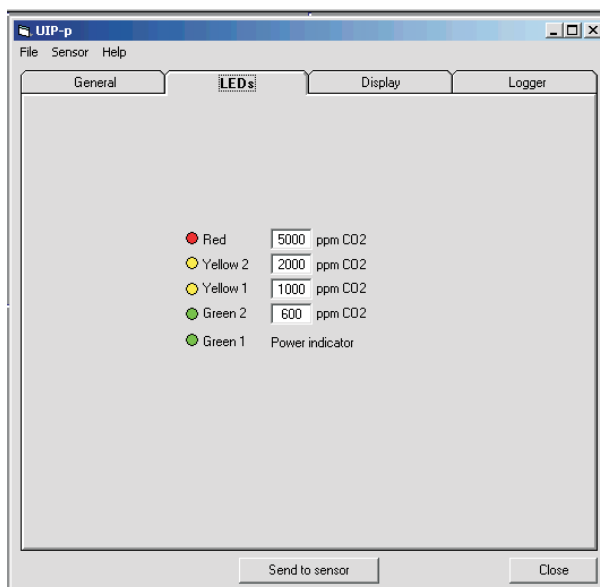 UIP-p
File Sensor Help
General LEDs Display Logger
Red 5000 ppm CO2
Yellow 2 2000 ppm CO2
Yellow 1 1000 ppm CO2
Green 2 600 ppm CO2
Green 1 Power indicator
Send to sensor Close